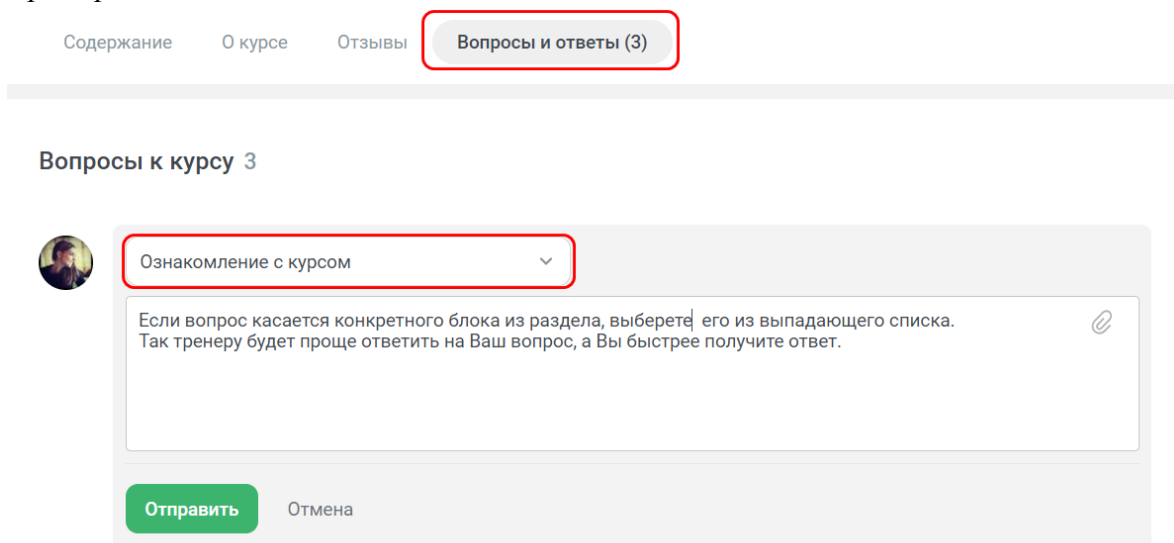 Содержание О курсе Отзывы Вопросы и ответы (3)
Вопросы к курсу 3
Ознакомление с курсом
Если вопрос касается конкретного блока из раздела, выберете его из выпадающего списка.
Так тренеру будет проще ответить на Ваш вопрос, а Вы быстрее получите ответ.
Отправить Отмена